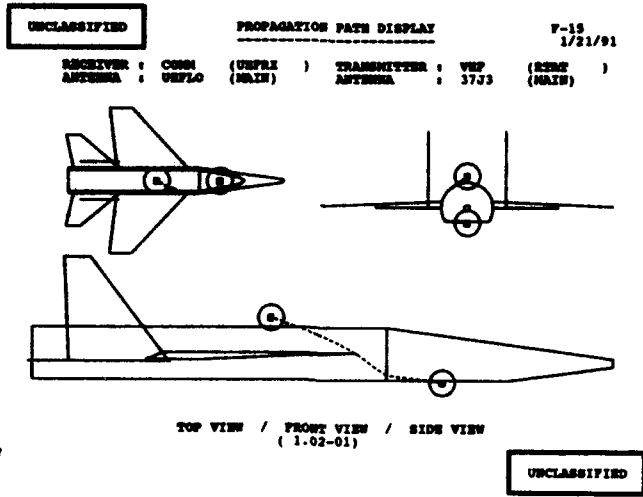 UNCLASSIFIED
PROPAGATION PATH DISPLAY
F-15
1/21/91
RECEIVER : COMM (UHFRI ) TRANSMITTER : VHF (RTRT )
ANTENNA : UHFLO (MAIN) ANTENNA : 37J3 (MAIN)
TOP VIEW / FRONT VIEW / SIDE VIEW
( 1.02-01)
UNCLASSIFIED